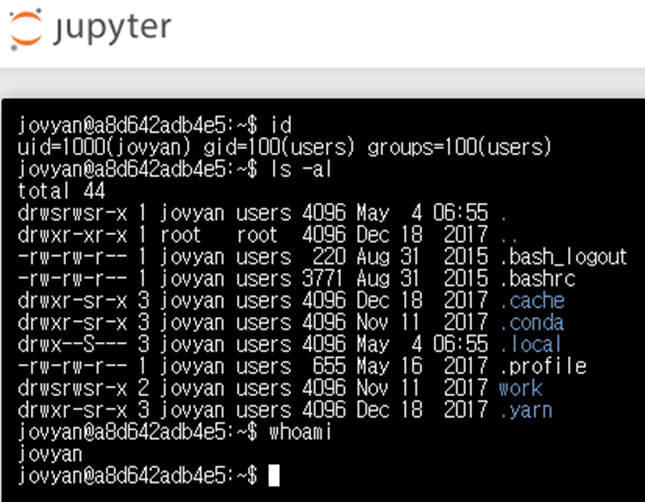 jupyter
jovyan@a8d642adb4e5:~$ id
uid=1000(jovyan) gid=100(users) groups=100(users)
jovyan@a8d642adb4e5:~$ ls -al
total 44
drwsrwsr-x 1 jovyan users 4096 May  4 06:55 .
drwxr-xr-x 1 root   root  4096 Dec 18  2017 ..
-rw-rw-r-- 1 jovyan users  220 Aug 31  2015 .bash_logout
-rw-rw-r-- 1 jovyan users 3771 Aug 31  2015 .bashrc
drwxr-sr-x 3 jovyan users 4096 Dec 18  2017 .cache
drwxr-sr-x 3 jovyan users 4096 Nov 11  2017 .conda
drwx--S--- 3 jovyan users 4096 May  4 06:55 .local
-rw-rw-r-- 1 jovyan users  655 May 16  2017 .profile
drwsrwsr-x 2 jovyan users 4096 Nov 11  2017 work
drwxr-sr-x 3 jovyan users 4096 Dec 18  2017 .yarn
jovyan@a8d642adb4e5:~$ whoami
jovyan
jovyan@a8d642adb4e5:~$